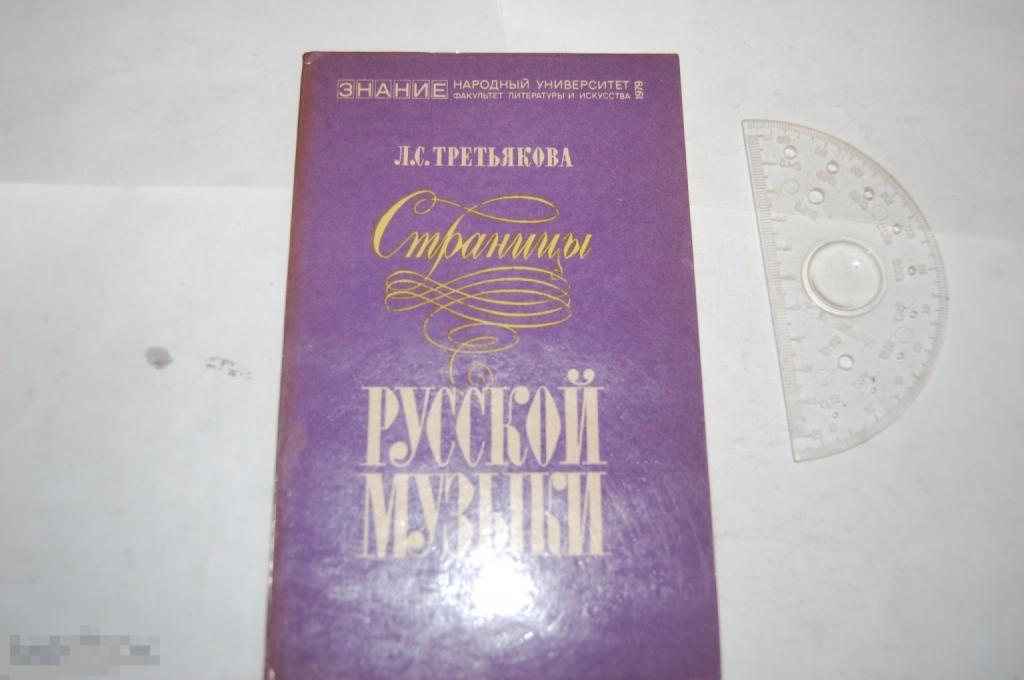 ЗНАНИЕ НАРОДНЫЙ УНИВЕРСИТЕТ
ФАКУЛЬТЕТ ЛИТЕРАТУРЫ И ИСКУССТВА
1979
Л.С. ТРЕТЬЯКОВА
Страницы
РУССКОЙ
МУЗЫКИ